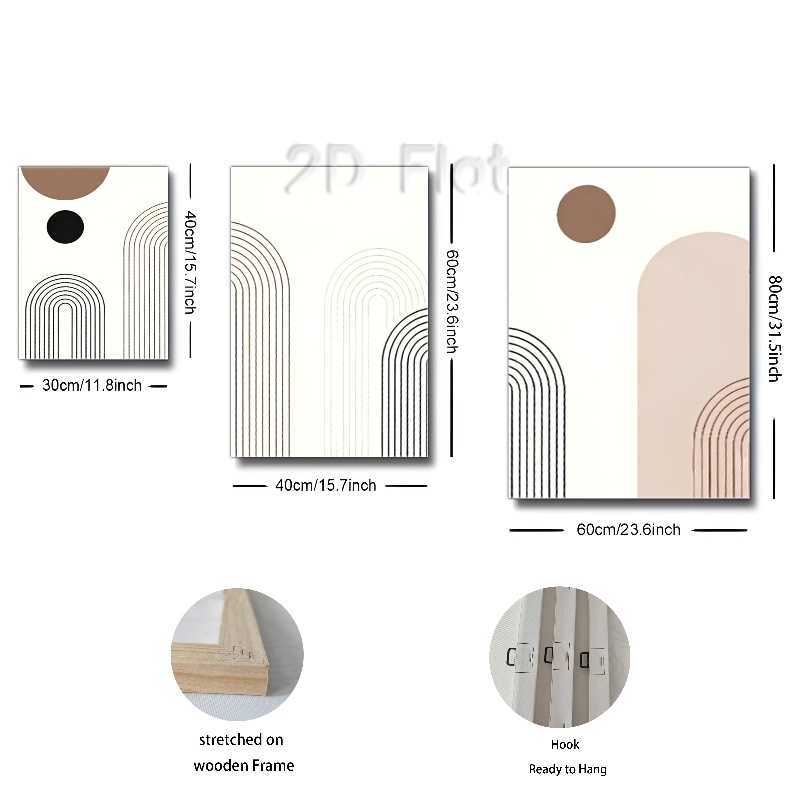 2D Flat
40cm/15.7inch
30cm/11.8inch
60cm/23.6inch
40cm/15.7inch
80cm/31.5inch
60cm/23.6inch
stretched on
wooden Frame
Hook
Ready to Hang